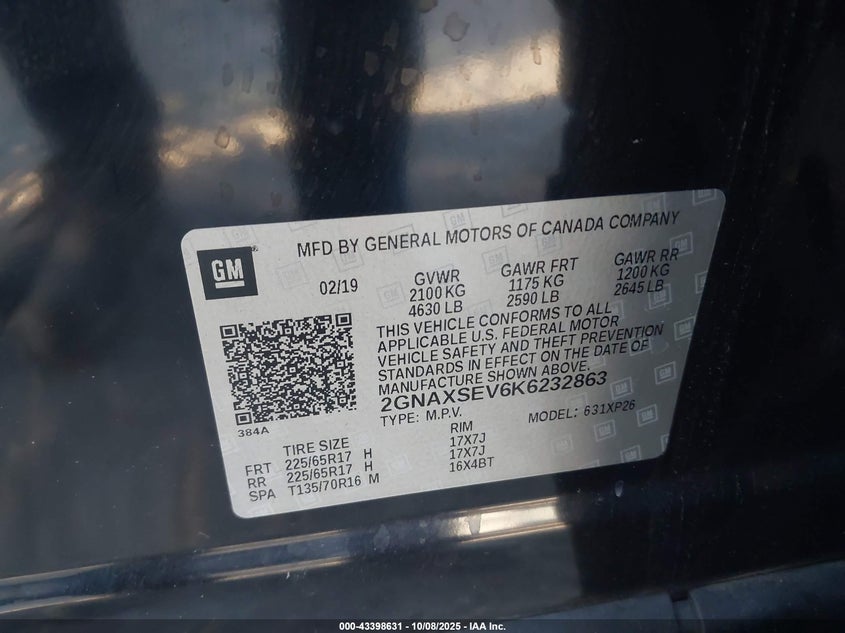 GM
MFD BY GENERAL MOTORS OF CANADA COMPANY
02/19
GVWR
2100 KG
4630 LB
GAWR FRT
1175 KG
2590 LB
GAWR RR
1200 KG
2645 LB
THIS VEHICLE CONFORMS TO ALL
APPLICABLE U.S. FEDERAL MOTOR
VEHICLE SAFETY AND THEFT PREVENTION
STANDARDS IN EFFECT ON THE DATE OF
MANUFACTURE SHOWN ABOVE.
2GNAXSEV6K6232863
TYPE: M.P.V. MODEL: 631XP26
384A
TIRE SIZE RIM
FRT 225/65R17 H 17X7J
RR 225/65R17 H 17X7J
SPA T135/70R16 M 16X4BT
000-43398631 - 10/08/2025 - IAA Inc.